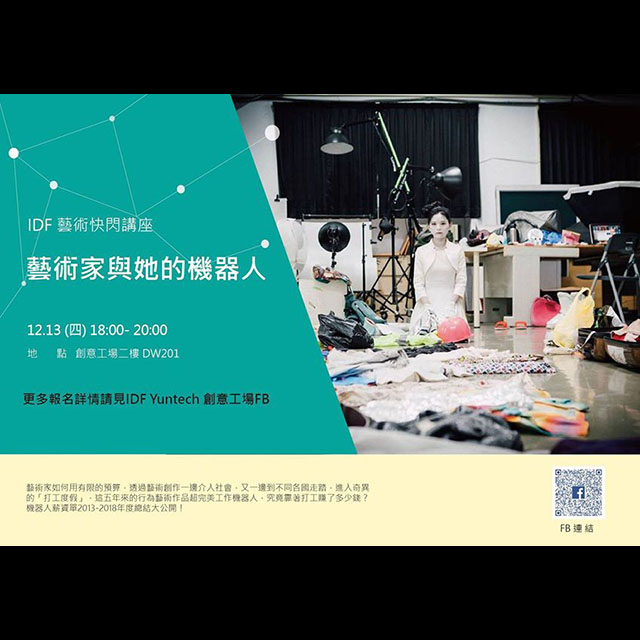 IDF 藝術快閃講座
藝術家與她的機器人
12.13 (四) 18:00- 20:00
地　　點　創意工場二樓 DW201
更多報名詳情請見IDF Yuntech 創意工場FB
藝術家如何用有限的預算，透過藝術創作一邊介入社會，又一邊到不同各國走踏，進入奇異
的「打工度假」，這五年來的行為藝術作品超完美工作機器人，究竟靠著打工賺了多少錢？
機器人薪資單2013-2018年度總結大公開！
FB 連 結